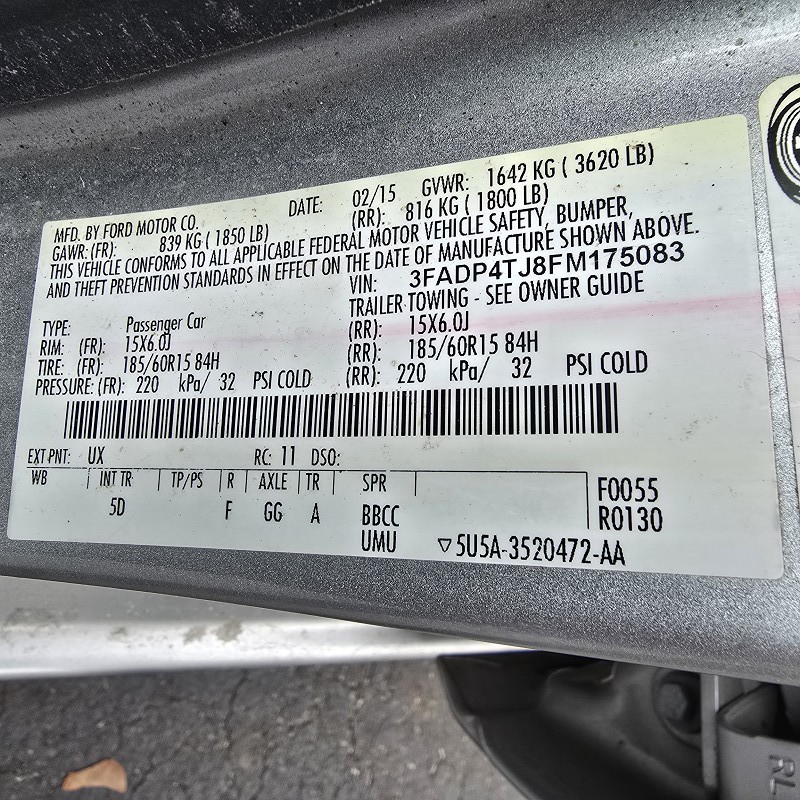 MFD. BY FORD MOTOR CO. DATE: 02/15 GVWR: 1642 KG ( 3620 LB)
GAWR: (FR): 839 KG ( 1850 LB) (RR): 816 KG ( 1800 LB)
THIS VEHICLE CONFORMS TO ALL APPLICABLE FEDERAL MOTOR VEHICLE SAFETY, BUMPER,
AND THEFT PREVENTION STANDARDS IN EFFECT ON THE DATE OF MANUFACTURE SHOWN ABOVE.
VIN: 3FADP4TJ8FM175083
TRAILER TOWING - SEE OWNER GUIDE
TYPE: Passenger Car
RIM: (FR): 15X6.0J (RR): 15X6.0J
TIRE: (FR): 185/60R15 84H (RR): 185/60R15 84H
PRESSURE: (FR): 220 kPa/ 32 PSI COLD (RR): 220 kPa/ 32 PSI COLD
EXT PNT: UX RC: 11 DSO:
WB INT TR TP/PS R AXLE TR SPR F0055
5D F GG A BBCC R0130
UMU ▽5U5A-3520472-AA
RL